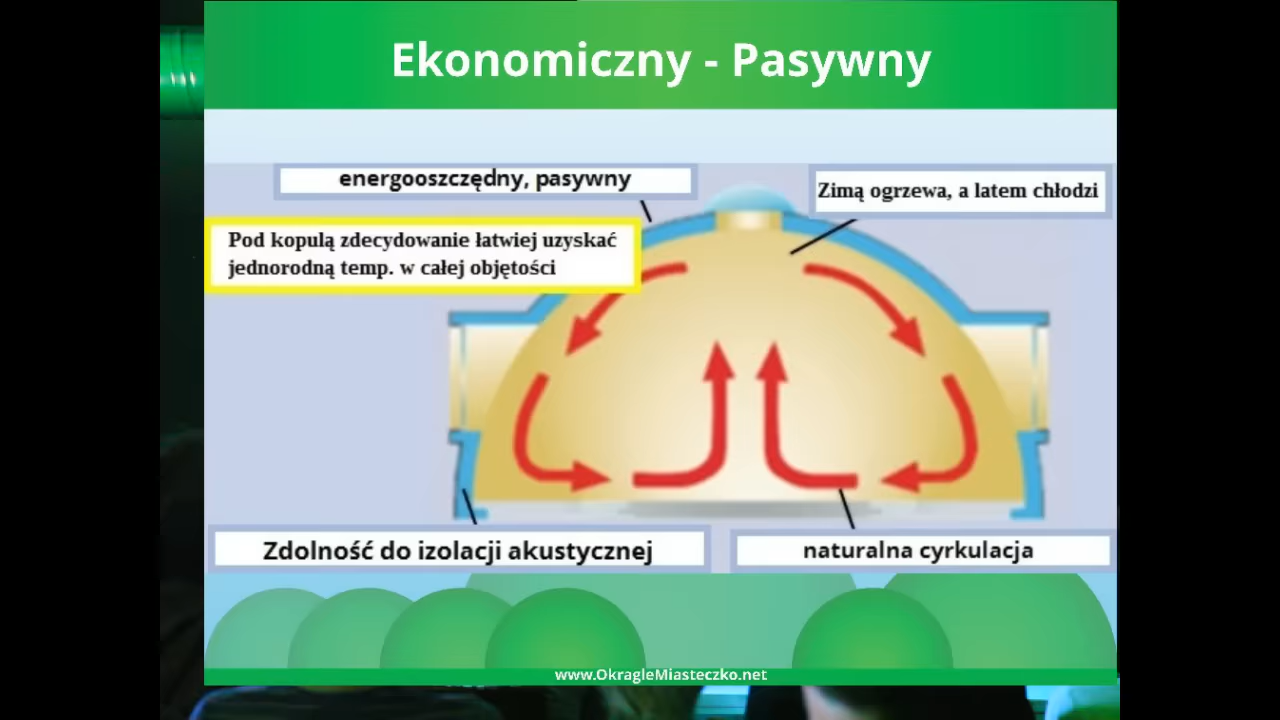 Ekonomiczny - Pasywny
energooszczędny, pasywny
Zimą ogrzewa, a latem chłodzi
Pod kopulą zdecydowanie łatwiej uzyskać
jednorodną temp. w całej objętości
Zdolność do izolacji akustycznej
naturalna cyrkulacja
www.OkragleMiasteczko.net